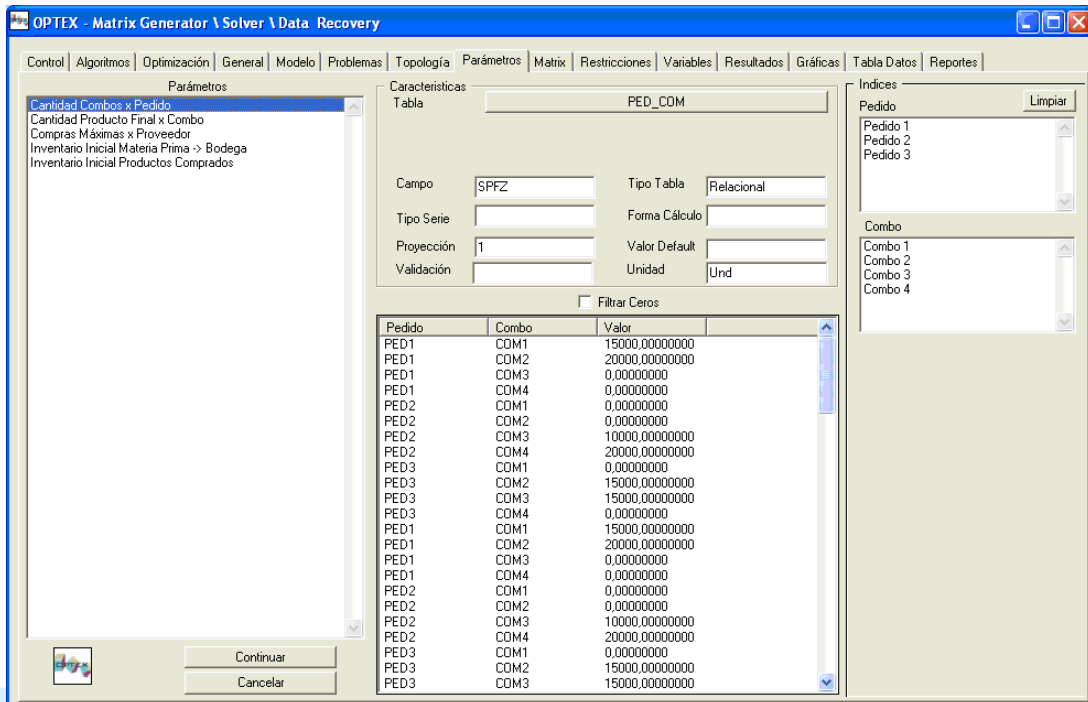 OPTEX - Matrix Generator \ Solver \ Data Recovery
Control Algoritmos Optimización General Modelo Problemas Topología Parámetros Matrix Restricciones Variables Resultados Gráficas Tabla Datos Reportes
Parámetros
Cantidad Combos x Pedido
Cantidad Producto Final x Combo
Compras Máximas x Proveedor
Inventario Inicial Materia Prima -> Bodega
Inventario Inicial Productos Comprados
Continuar
Cancelar
OPTEX
Caracteristicas
Tabla PED_COM
Campo SPFZ Tipo Tabla Relacional
Tipo Serie Forma Cálculo
Proyección 1 Valor Default
Validación Unidad Und
Filtrar Ceros
Pedido Combo Valor
PED1 COM1 15000,00000000
PED1 COM2 20000,00000000
PED1 COM3 0,00000000
PED1 COM4 0,00000000
PED2 COM1 0,00000000
PED2 COM2 0,00000000
PED2 COM3 10000,00000000
PED2 COM4 20000,00000000
PED3 COM1 0,00000000
PED3 COM2 15000,00000000
PED3 COM3 15000,00000000
PED3 COM4 0,00000000
PED1 COM1 15000,00000000
PED1 COM2 20000,00000000
PED1 COM3 0,00000000
PED1 COM4 0,00000000
PED2 COM1 0,00000000
PED2 COM2 0,00000000
PED2 COM3 10000,00000000
PED2 COM4 20000,00000000
PED3 COM1 0,00000000
PED3 COM2 15000,00000000
PED3 COM3 15000,00000000
Indices
Pedido Limpiar
Pedido 1
Pedido 2
Pedido 3
Combo
Combo 1
Combo 2
Combo 3
Combo 4